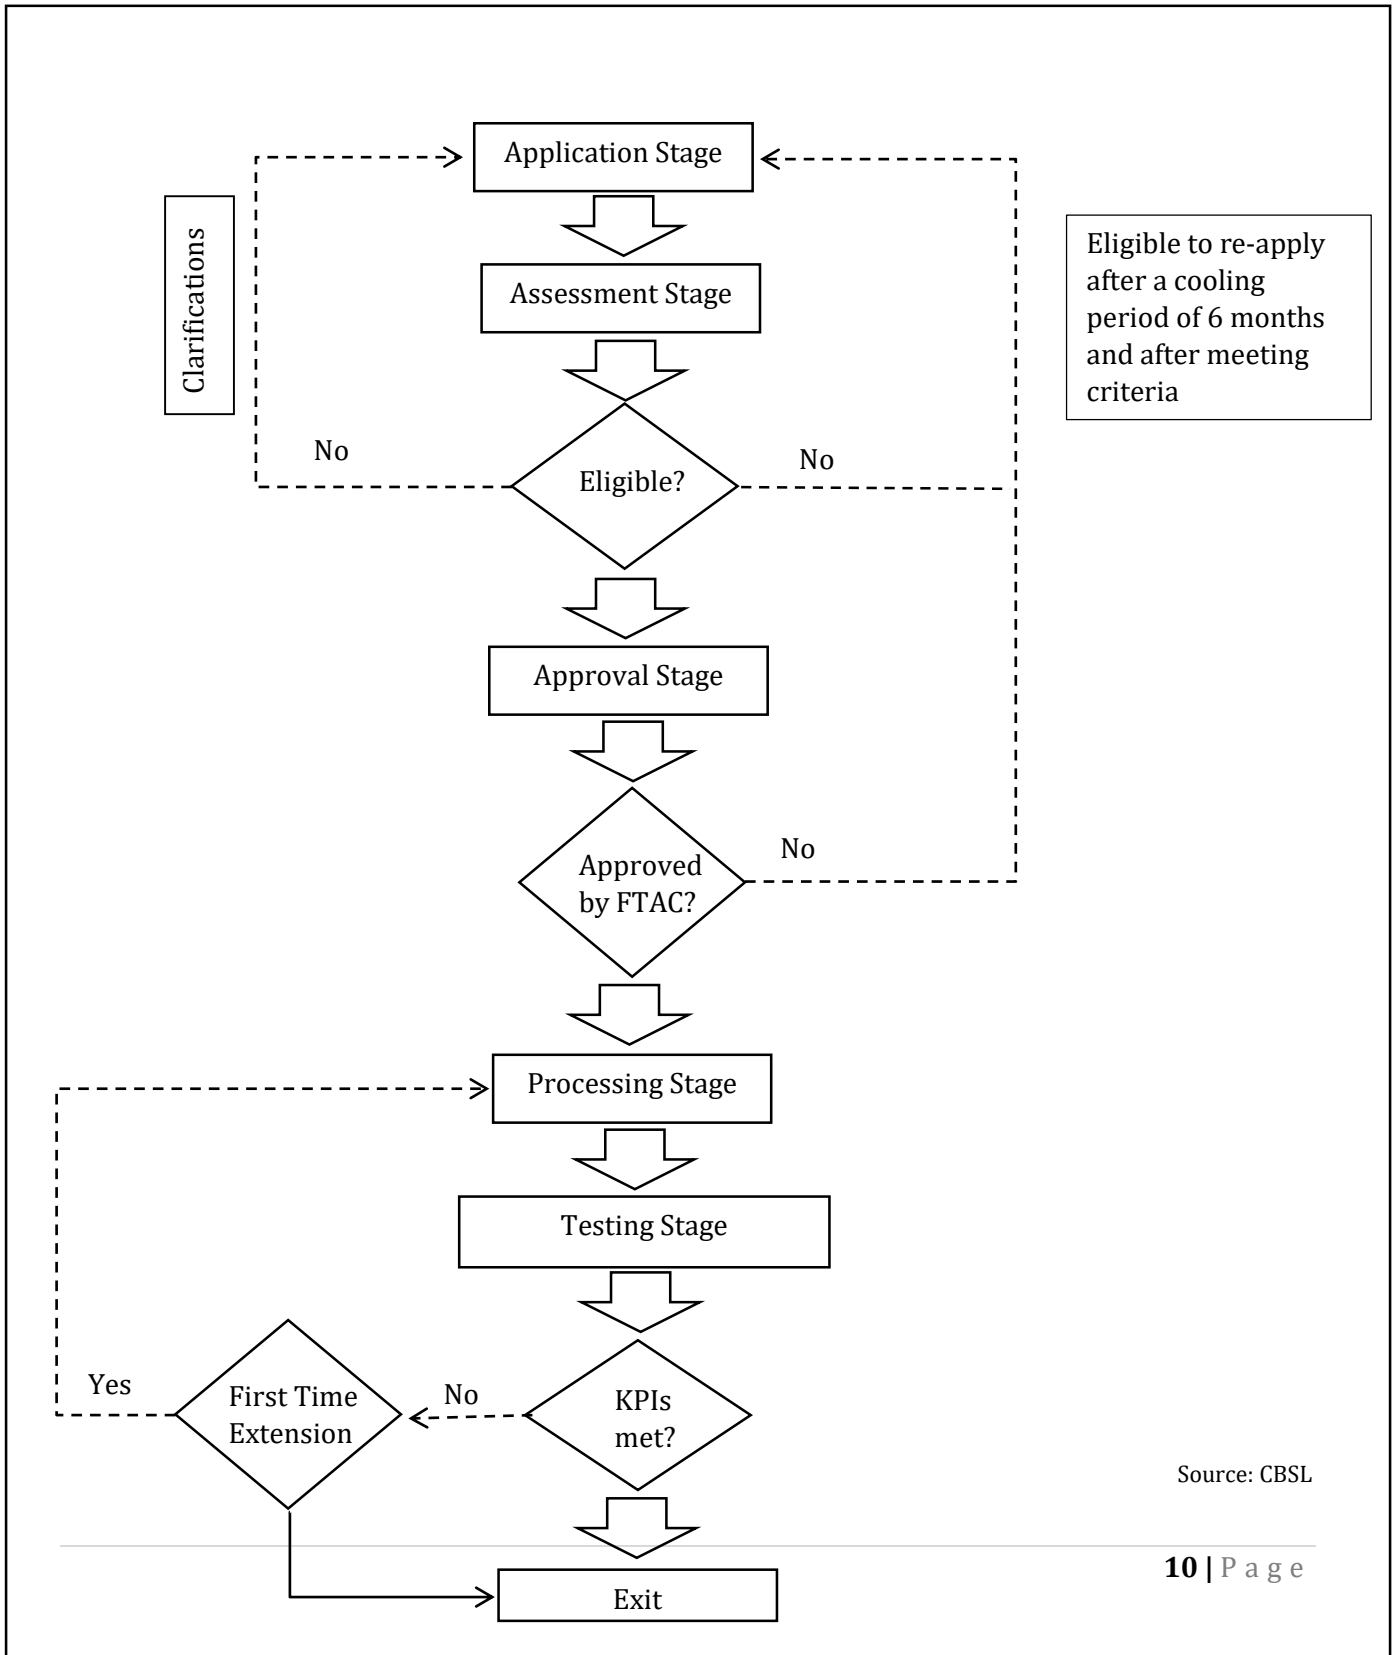 Application Stage
Clarifications
Eligible to re-apply
after a cooling
period of 6 months
and after meeting
criteria
Assessment Stage
No
Eligible?
No
Approval Stage
Approved
by FTAC?
No
Processing Stage
Testing Stage
Yes
First Time
Extension
No
KPIs
met?
Source: CBSL
Exit
10 | Page